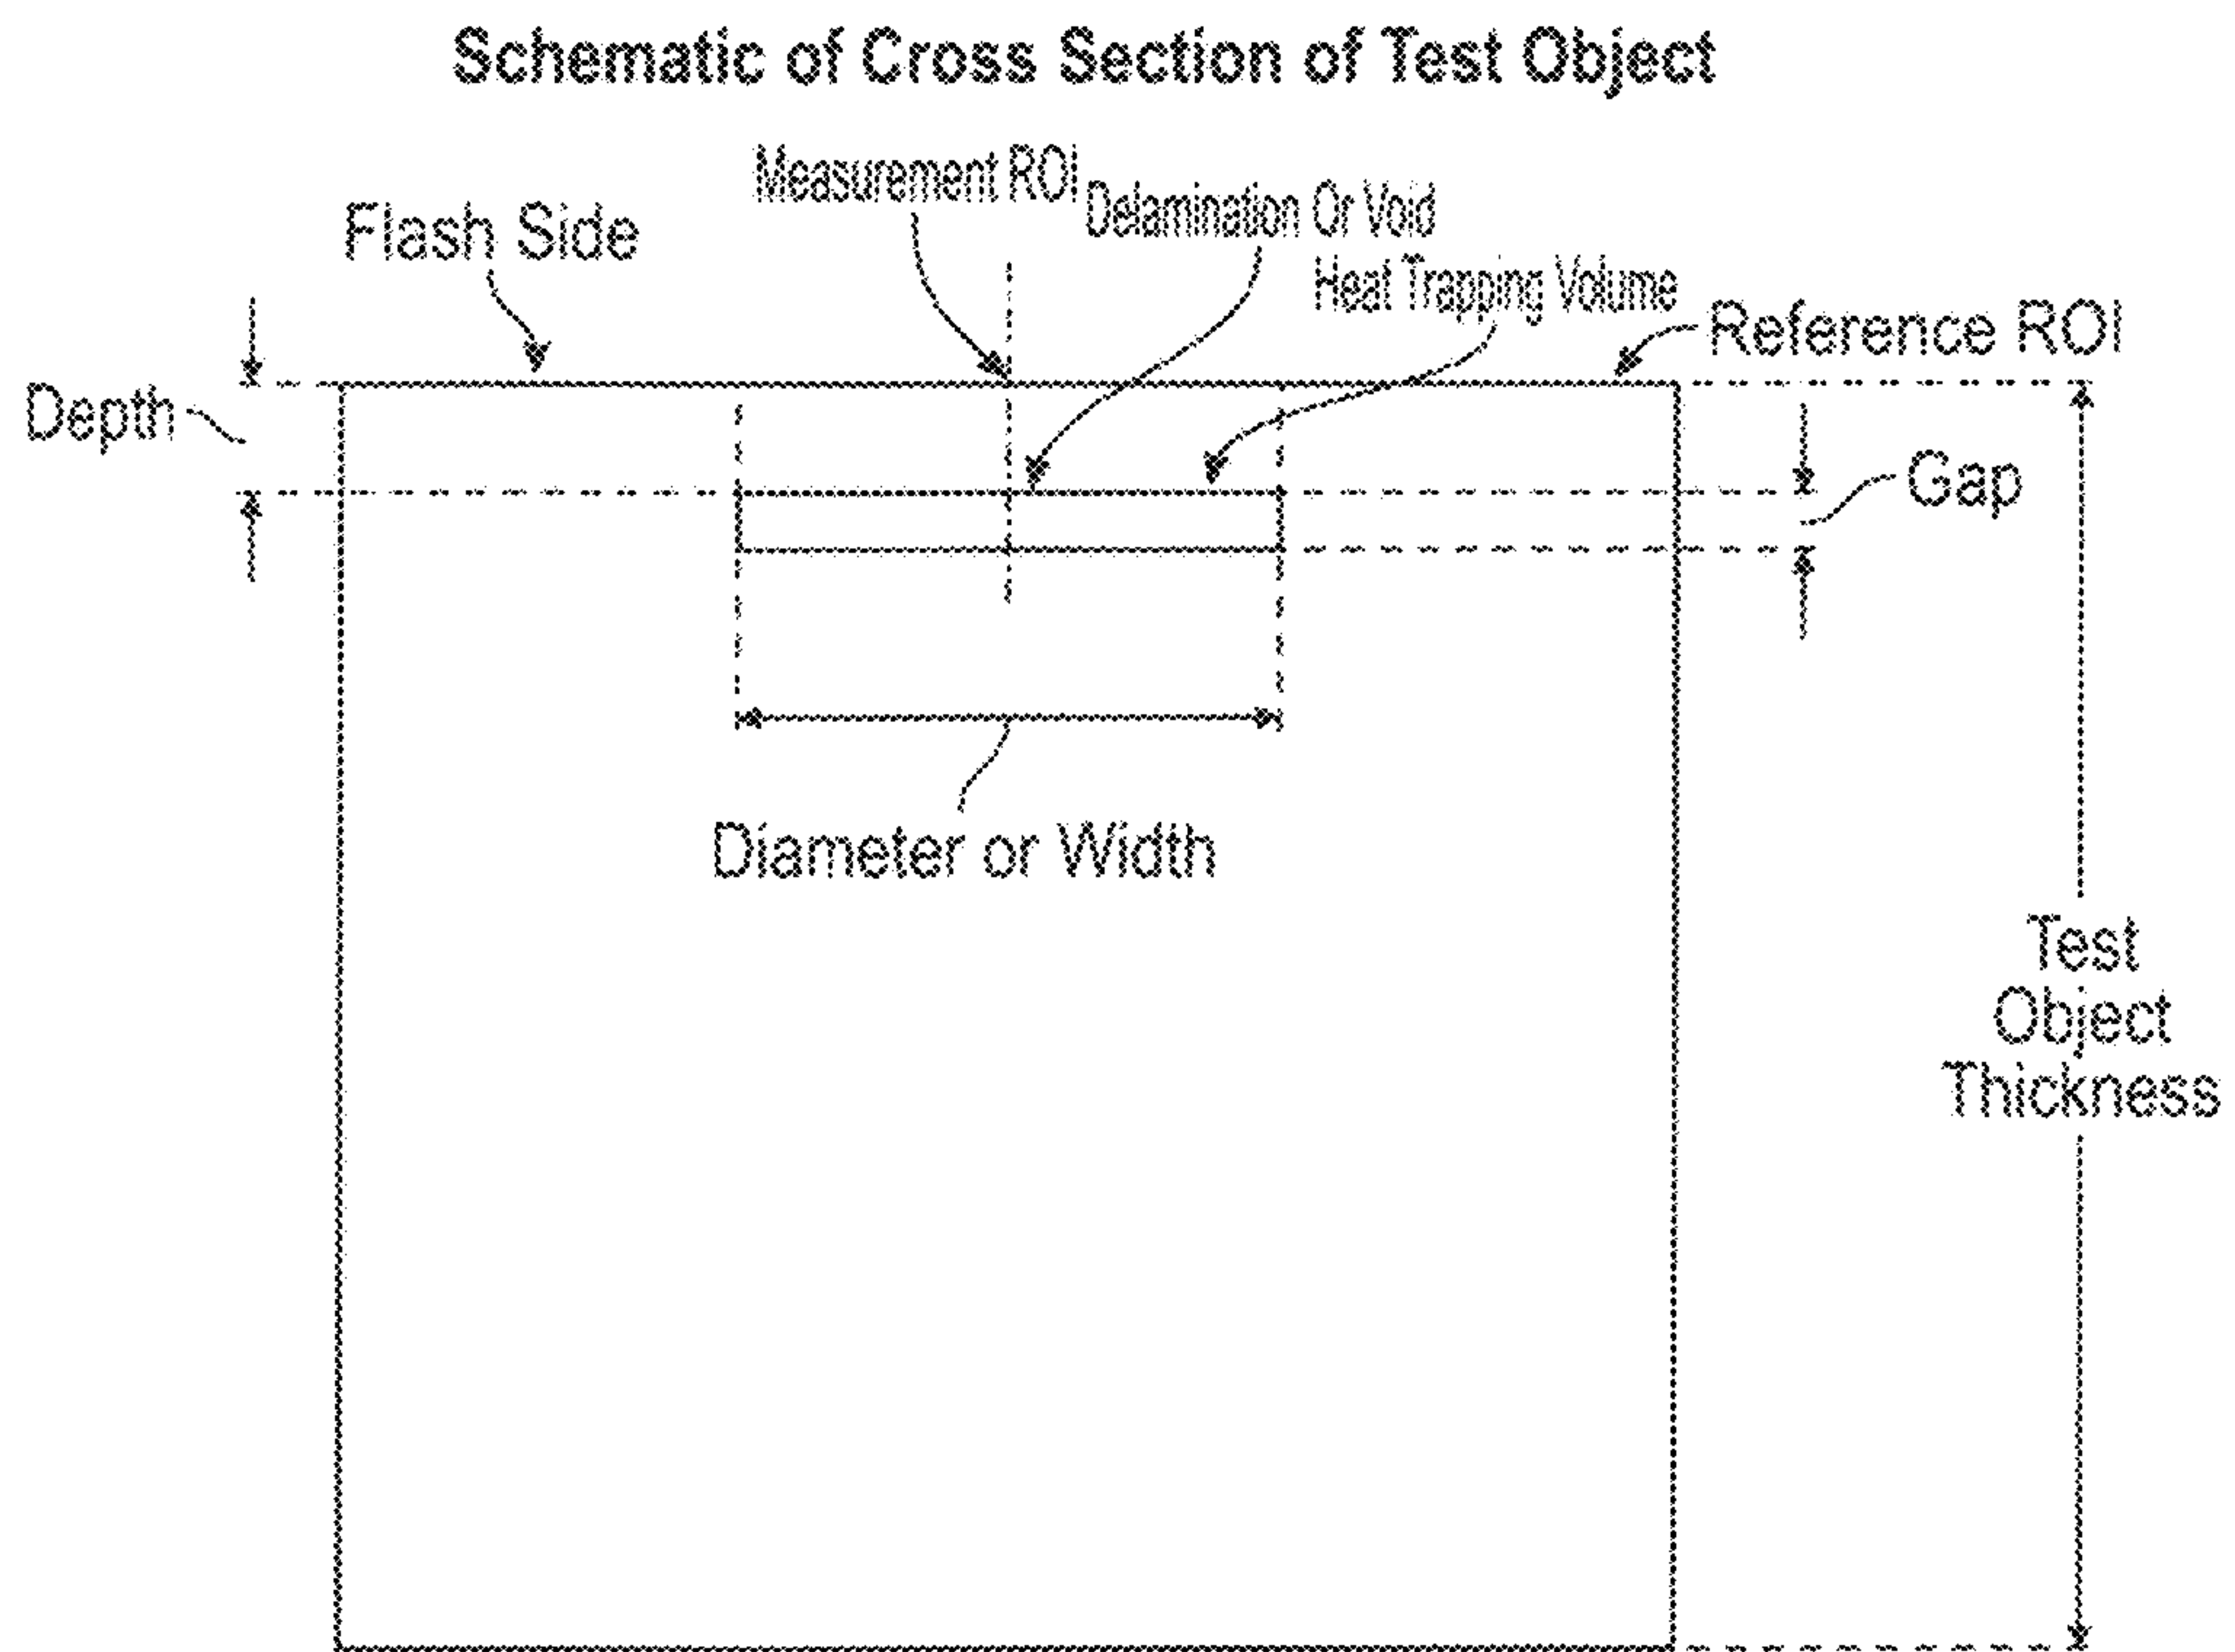 Schematic of Cross Section of Test Object
Measurement ROI
Delamination Or Void
Flash Side
Heat Trapping Volume
Reference ROI
Depth
Gap
Diameter or Width
Test
Object
Thickness